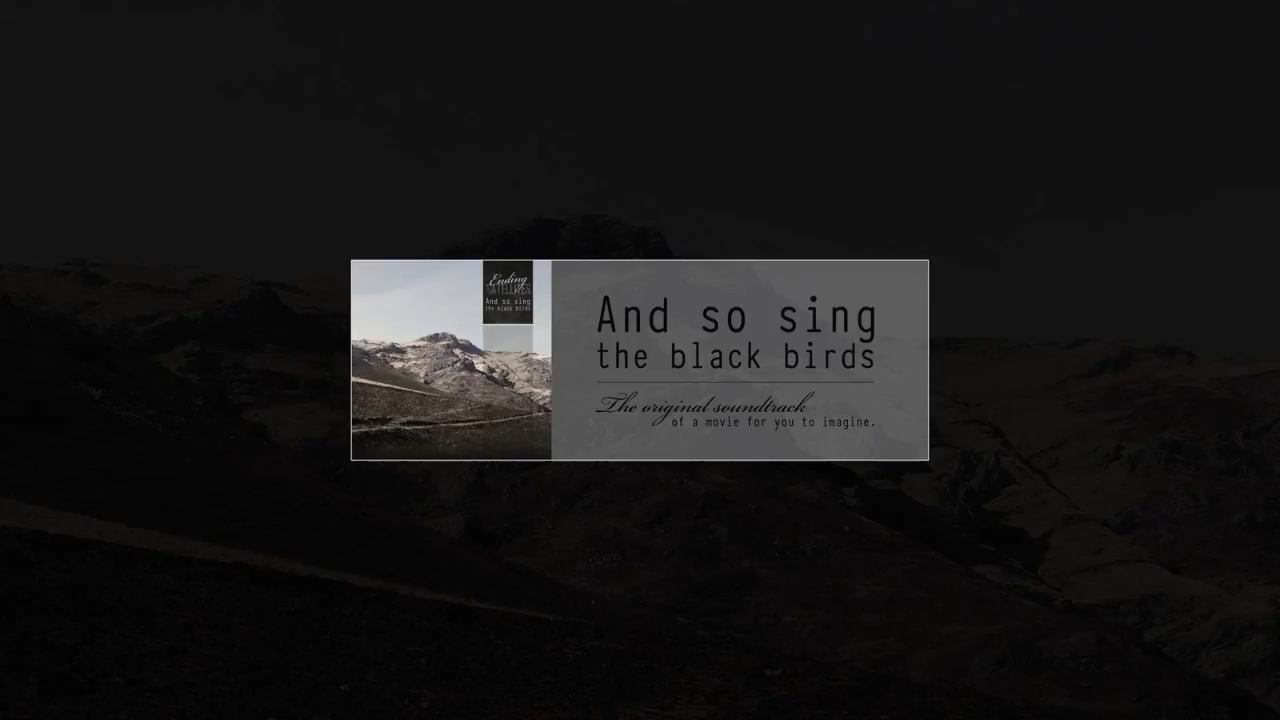 Ending
SATELLITES
And so sing
the black birds
And so sing
the black birds
The original soundtrack
of a movie for you to imagine.